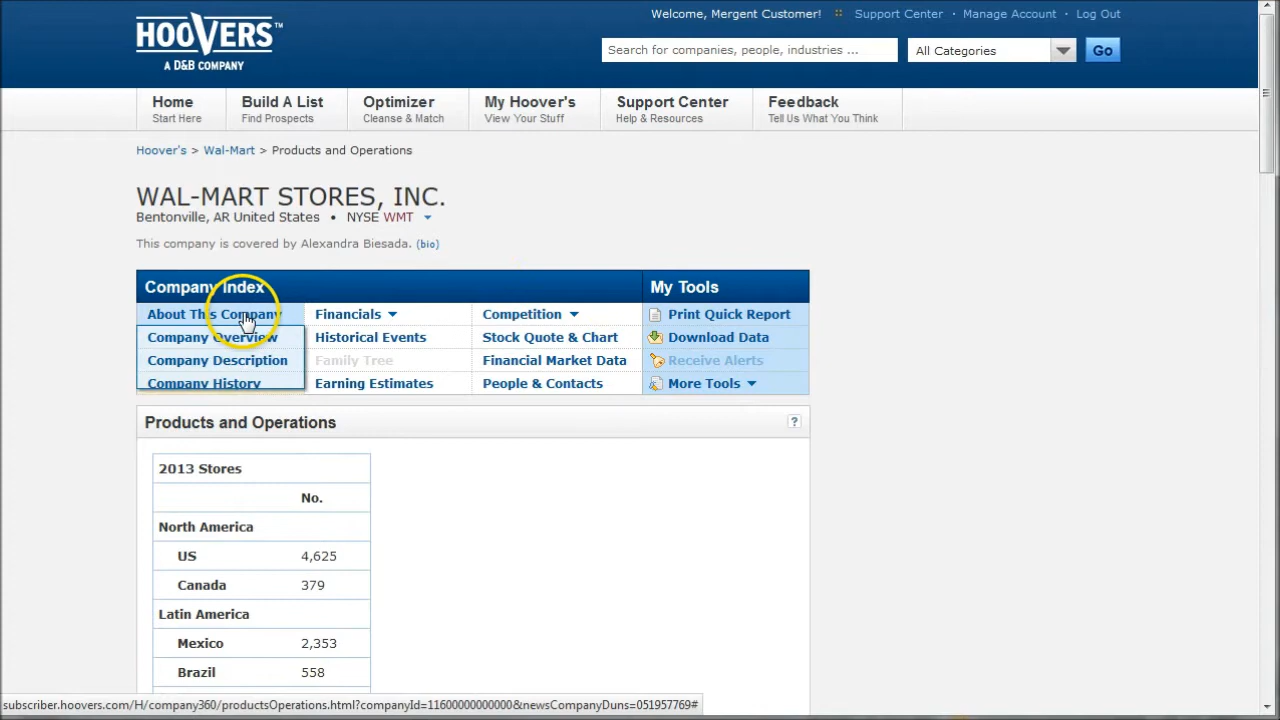 HOOVERS™
A D&B COMPANY
Welcome, Mergent Customer! Support Center • Manage Account • Log Out
Search for companies, people, industries ... All Categories Go
Home Build A List Optimizer My Hoover's Support Center Feedback
Start Here Find Prospects Cleanse & Match View Your Stuff Help & Resources Tell Us What You Think
Hoover's > Wal-Mart > Products and Operations
WAL-MART STORES, INC.
Bentonville, AR United States • NYSE WMT
This company is covered by Alexandra Biesada. (bio)
Company Index My Tools
About This Company Financials Competition Print Quick Report
Company Overview Historical Events Stock Quote & Chart Download Data
Company Description Family Tree Financial Market Data Receive Alerts
Company History Earning Estimates People & Contacts More Tools
Products and Operations ?
2013 Stores
No.
North America
US 4,625
Canada 379
Latin America
Mexico 2,353
Brazil 558
subscriber.hoovers.com/H/company360/productsOperations.html?companyId=11600000000000&newsCompanyDuns=051957769#